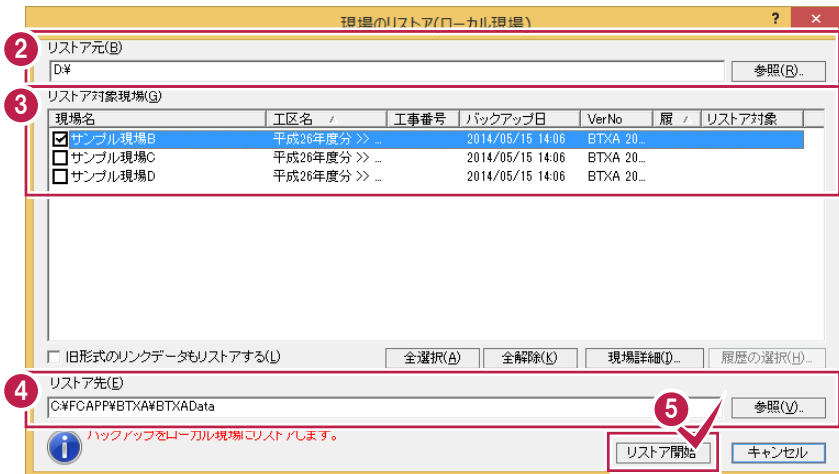 現場のリストア(ローカル現場)
?
×
2
リストア元(B)
D:¥
参照(R)...
3
リストア対象現場(G)
現場名 工区名 工事番号 バックアップ日 VerNo 履 リストア対象
サンプル現場B 平成26年度分 >> ... 2014/05/15 14:06 BTXA 20...
サンプル現場C 平成26年度分 >> ... 2014/05/15 14:06 BTXA 20...
サンプル現場D 平成26年度分 >> ... 2014/05/15 14:06 BTXA 20...
旧形式のリンクデータもリストアする(L)
全選択(A) 全解除(K) 現場詳細(I)... 履歴の選択(H)...
4
リストア先(E)
C:¥FCAPP¥BTXA¥BTXAData
参照(V)...
5
バックアップをローカル現場にリストアします。
リストア開始 キャンセル